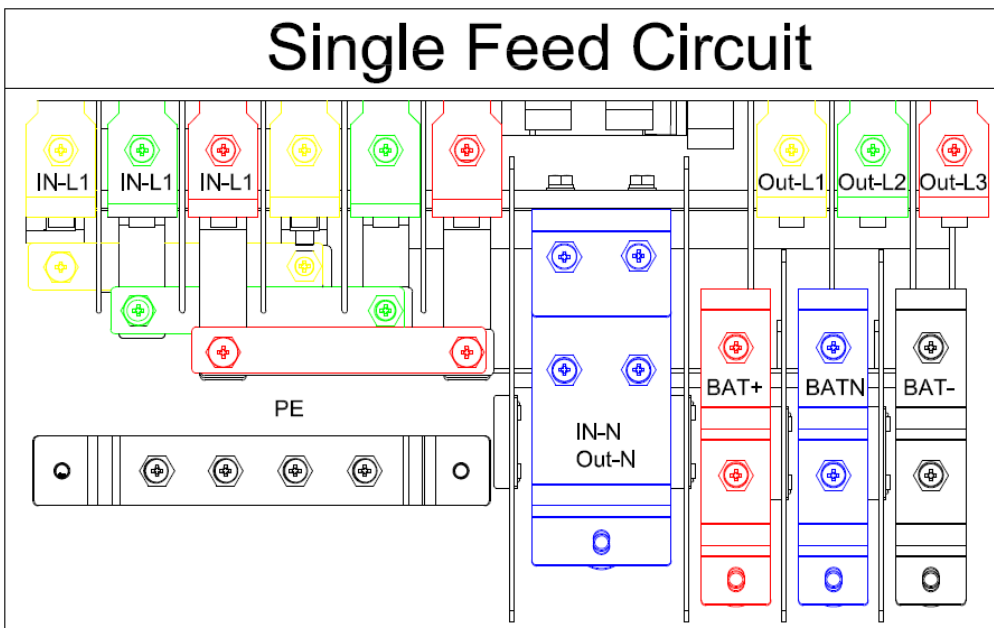 Single Feed Circuit
IN-L1
IN-L1
IN-L1
Out-L1
Out-L2
Out-L3
BAT+
BATN
BAT-
PE
IN-N
Out-N